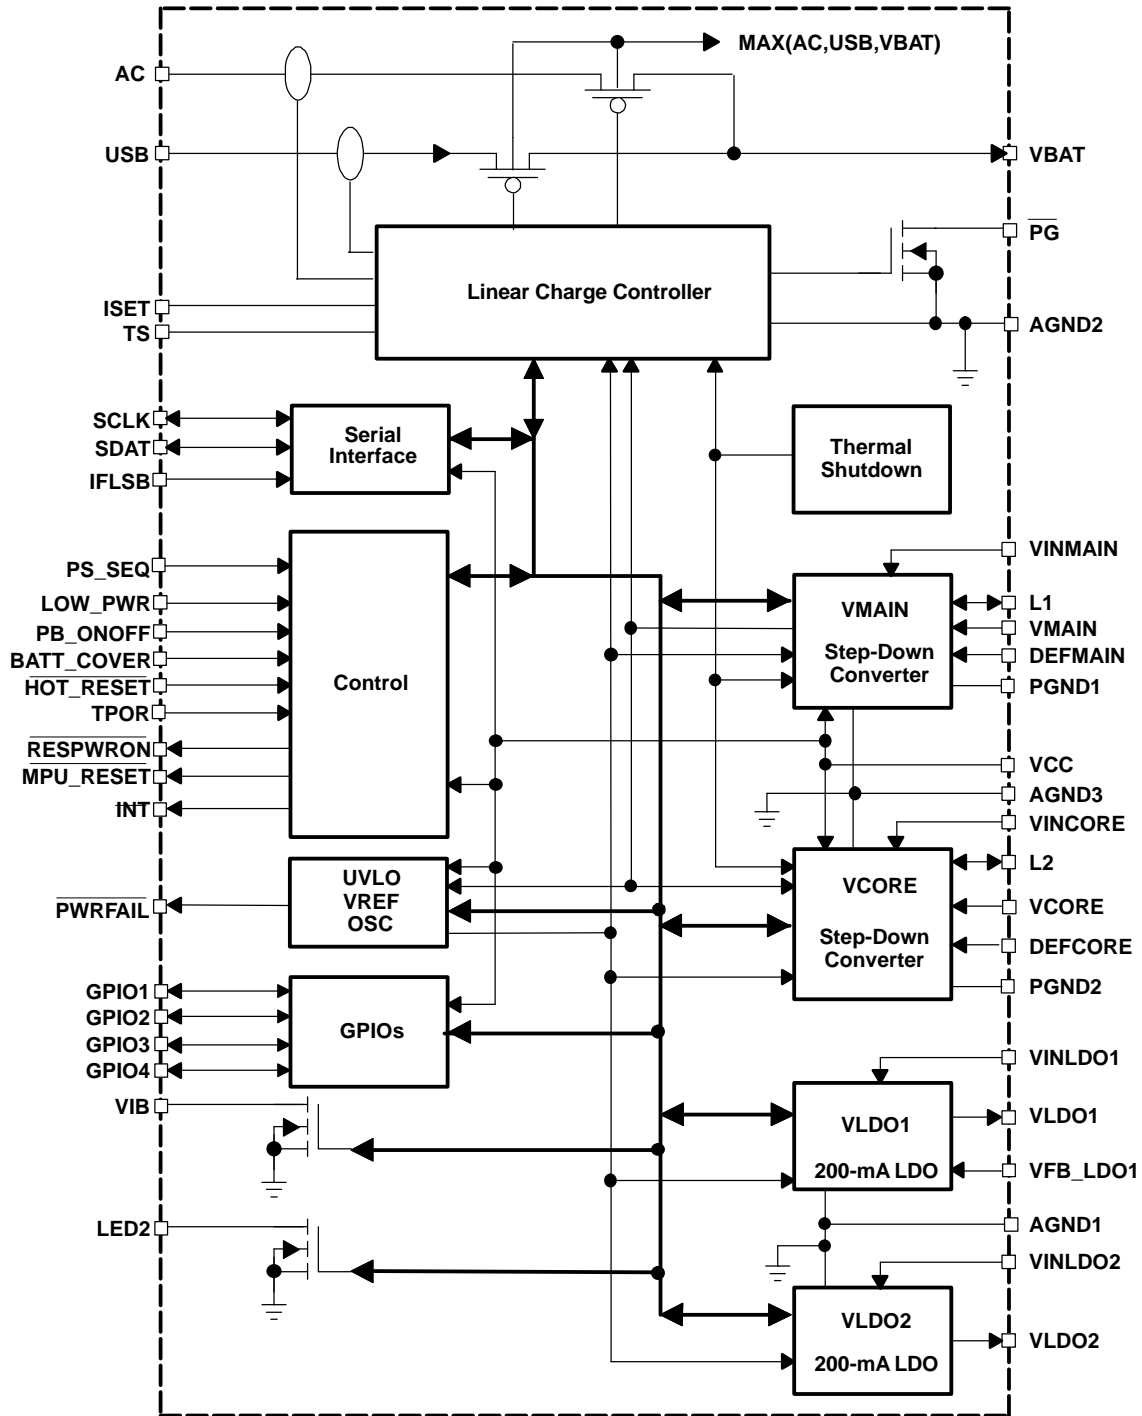 MAX(AC,USB,VBAT)
AC
USB
VBAT
PG
Linear Charge Controller
ISET
TS
AGND2
SCLK
SDAT
IFLSB
Serial
Interface
Thermal
Shutdown
VINMAIN
PS_SEQ
LOW_PWR
PB_ONOFF
BATT_COVER
HOT_RESET
TPOR
RESPWRON
MPU_RESET
INT
Control
VMAIN
Step-Down
Converter
L1
VMAIN
DEFMAIN
PGND1
VCC
AGND3
VINCORE
PWRFAIL
UVLO
VREF
OSC
VCORE
Step-Down
Converter
L2
VCORE
DEFCORE
PGND2
GPIO1
GPIO2
GPIO3
GPIO4
GPIOs
VIB
VINLDO1
VLDO1
200-mA LDO
VLDO1
VFB_LDO1
LED2
AGND1
VINLDO2
VLDO2
200-mA LDO
VLDO2